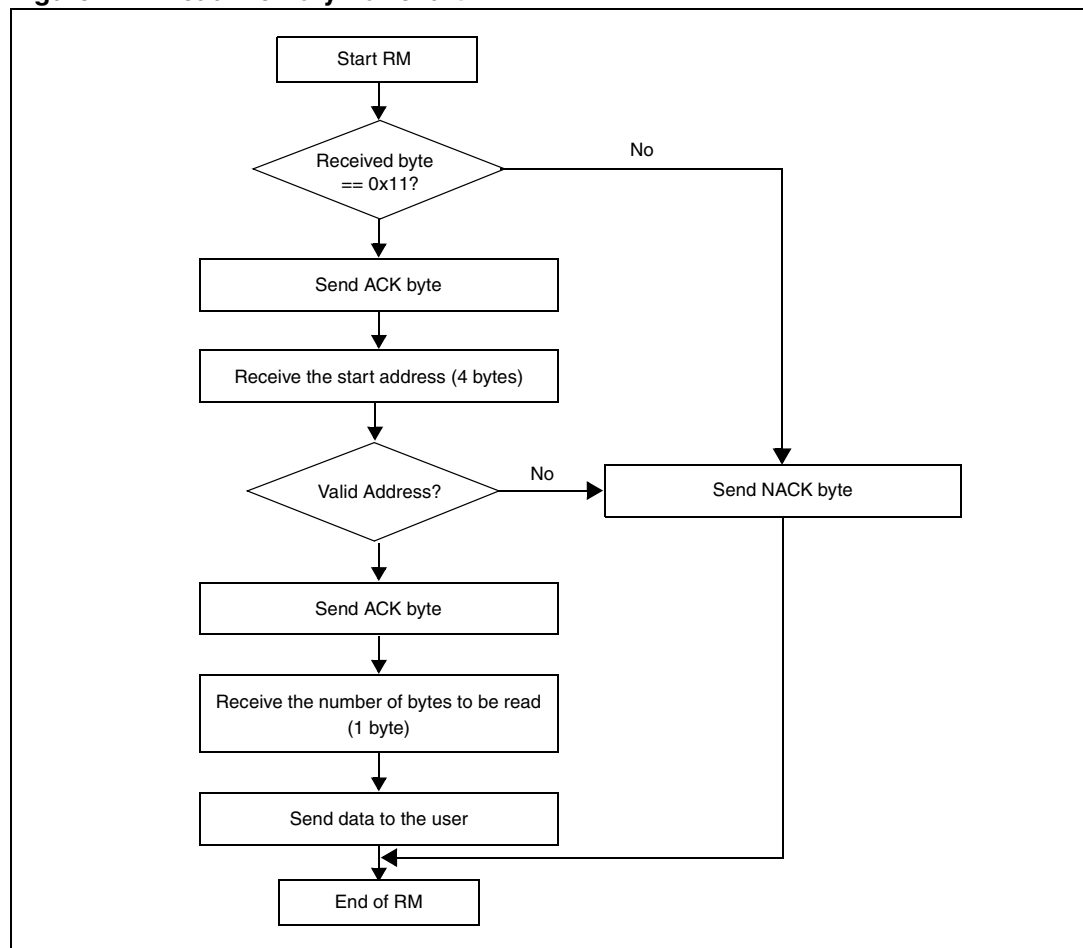 Start RM
Received byte
== 0x11?
No
Send ACK byte
Receive the start address (4 bytes)
Valid Address?
No
Send NACK byte
Send ACK byte
Receive the number of bytes to be read
(1 byte)
Send data to the user
End of RM